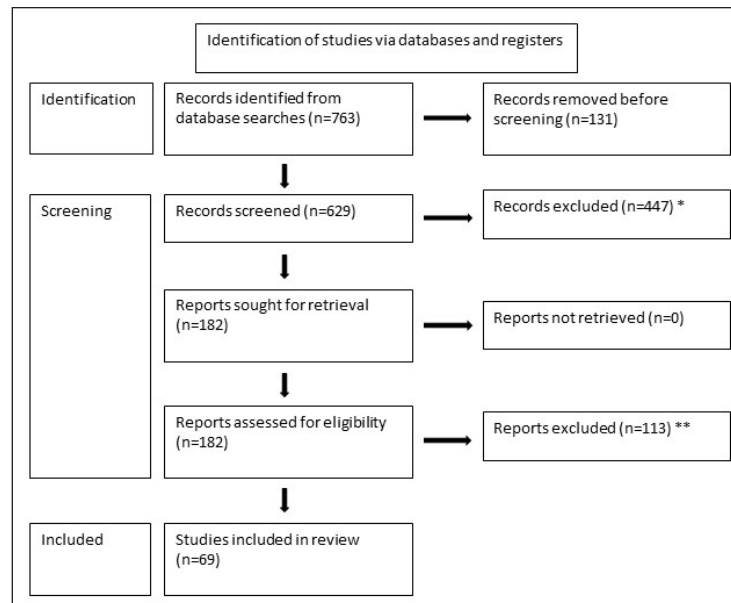 Identification of studies via databases and registers
Identification
Records identified from
database searches (n=763)
Records removed before
screening (n=131)
Screening
Records screened (n=629)
Records excluded (n=447) *
Reports sought for retrieval
(n=182)
Reports not retrieved (n=0)
Reports assessed for eligibility
(n=182)
Reports excluded (n=113) **
Included
Studies included in review
(n=69)